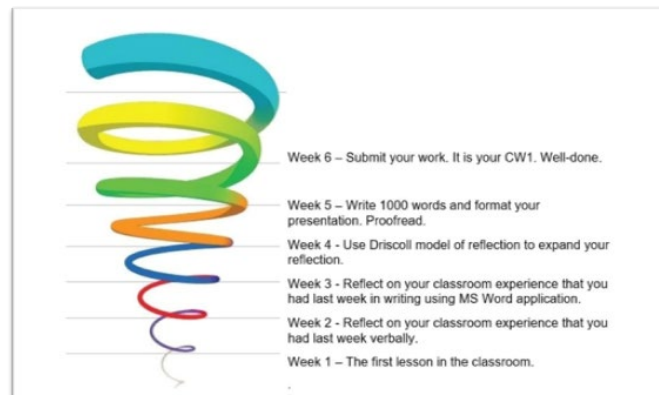 Week 6 – Submit your work. It is your CW1. Well-done.
Week 5 – Write 1000 words and format your
presentation. Proofread.
Week 4 - Use Driscoll model of reflection to expand your
reflection.
Week 3 - Reflect on your classroom experience that you
had last week in writing using MS Word application.
Week 2 - Reflect on your classroom experience that you
had last week verbally.
Week 1 – The first lesson in the classroom.
.